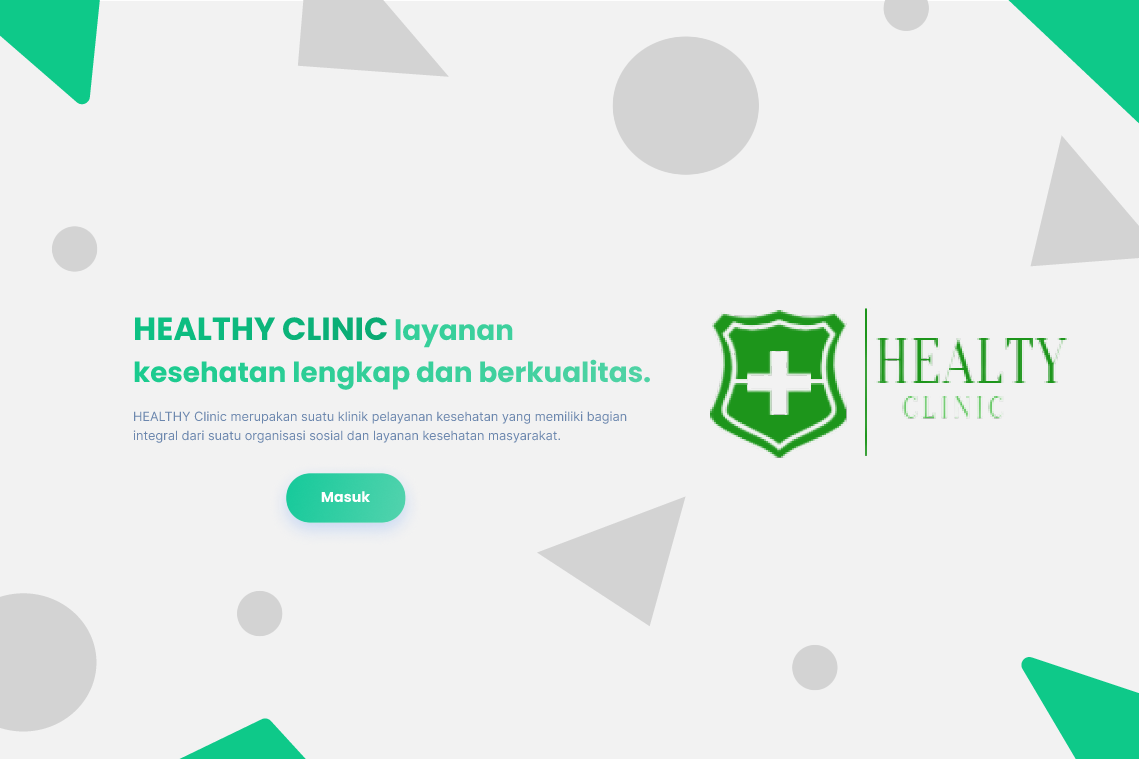 HEALTHY CLINIC layanan
kesehatan lengkap dan berkualitas.
HEALTHY Clinic merupakan suatu klinik pelayanan kesehatan yang memiliki bagian
integral dari suatu organisasi sosial dan layanan kesehatan masyarakat.
Masuk
HEALTY
CLINIC